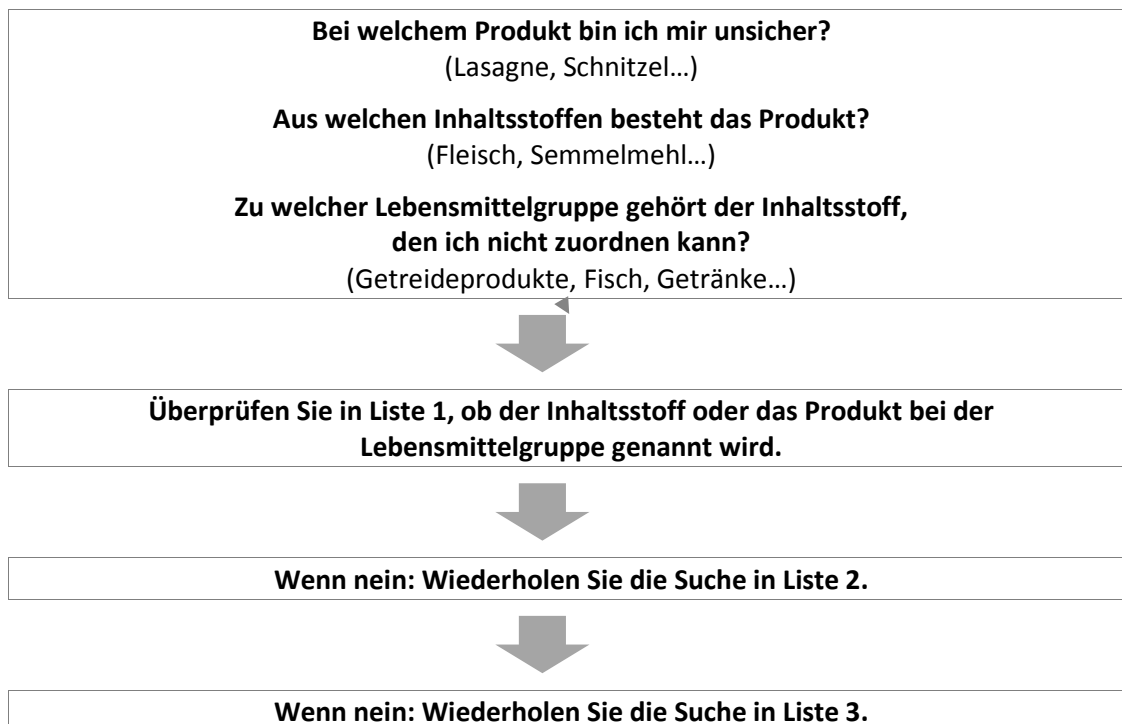 Bei welchem Produkt bin ich mir unsicher?
(Lasagne, Schnitzel…)
Aus welchen Inhaltsstoffen besteht das Produkt?
(Fleisch, Semmelmehl…)
Zu welcher Lebensmittelgruppe gehört der Inhaltsstoff,
den ich nicht zuordnen kann?
(Getreideprodukte, Fisch, Getränke…)
Überprüfen Sie in Liste 1, ob der Inhaltsstoff oder das Produkt bei der
Lebensmittelgruppe genannt wird.
Wenn nein: Wiederholen Sie die Suche in Liste 2.
Wenn nein: Wiederholen Sie die Suche in Liste 3.